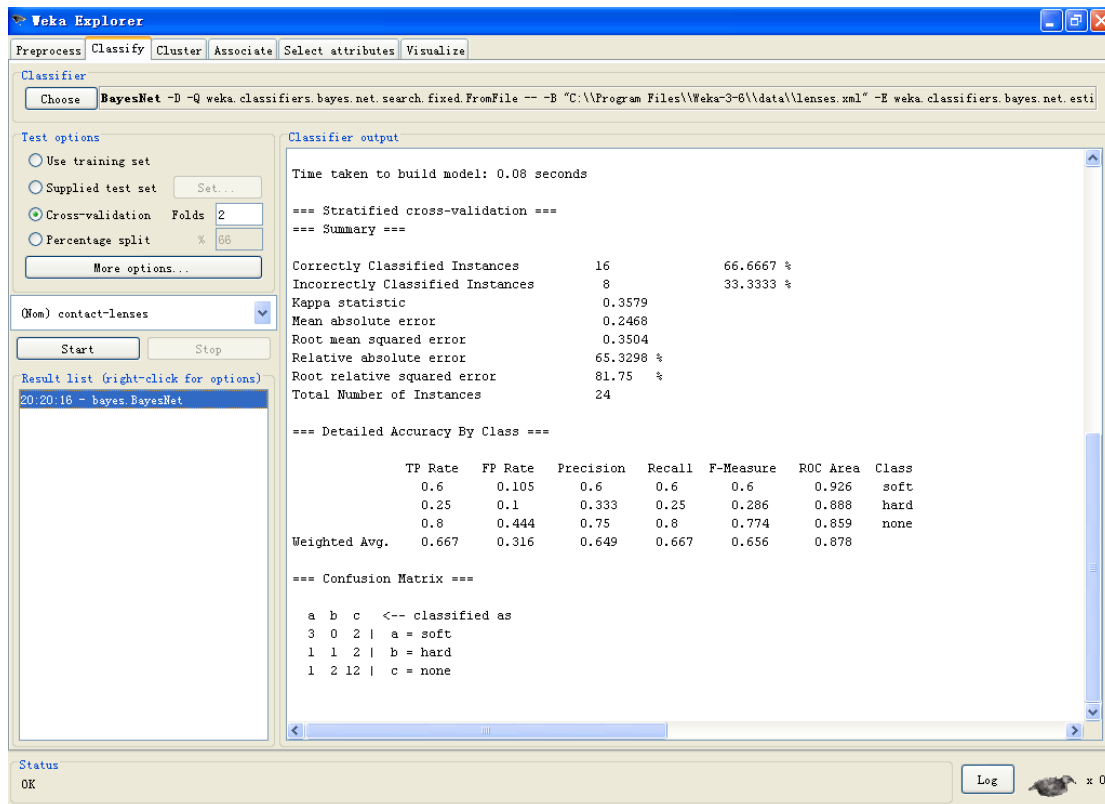 Weka Explorer
Preprocess Classify Cluster Associate Select attributes Visualize
Classifier
Choose BayesNet -D -Q weka.classifiers.bayes.net.search.fixed.FromFile -- -B "C:\\Program Files\\Weka-3-6\\data\\lenses.xml" -E weka.classifiers.bayes.net.esti
Test options
Use training set
Supplied test set Set...
Cross-validation Folds 2
Percentage split % 66
More options...
(Nom) contact-lenses
Start Stop
Result list (right-click for options)
20:20:16 - bayes.BayesNet
Classifier output
Time taken to build model: 0.08 seconds
=== Stratified cross-validation ===
=== Summary ===
Correctly Classified Instances 16 66.6667 %
Incorrectly Classified Instances 8 33.3333 %
Kappa statistic 0.3579
Mean absolute error 0.2468
Root mean squared error 0.3504
Relative absolute error 65.3298 %
Root relative squared error 81.75 %
Total Number of Instances 24
=== Detailed Accuracy By Class ===
TP Rate FP Rate Precision Recall F-Measure ROC Area Class
0.6 0.105 0.6 0.6 0.6 0.926 soft
0.25 0.1 0.333 0.25 0.286 0.888 hard
0.8 0.444 0.75 0.8 0.774 0.859 none
Weighted Avg. 0.667 0.316 0.649 0.667 0.656 0.878
=== Confusion Matrix ===
a b c <-- classified as
3 0 2 | a = soft
1 1 2 | b = hard
1 2 12 | c = none
Status
OK
Log x 0